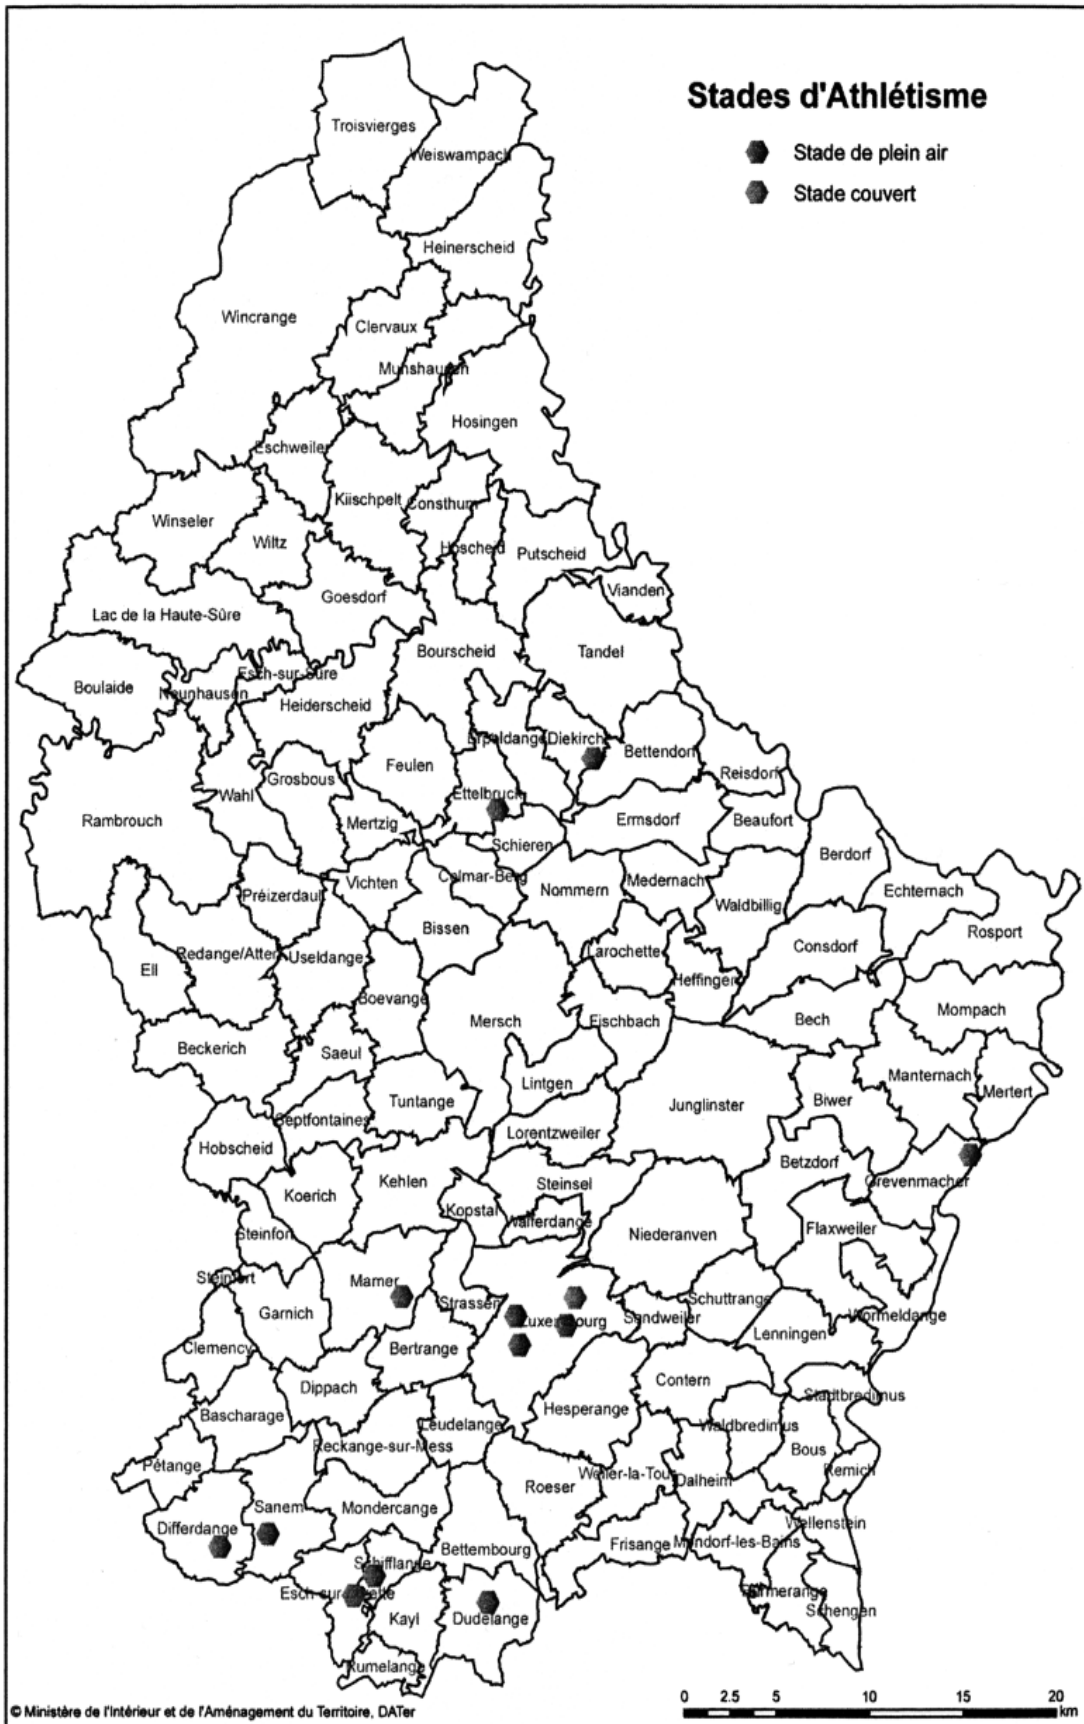 Stades d'Athlétisme
Stade de plein air
Stade couvert
Troisvierges
Weiswampach
Heinerscheid
Wincrange
Clervaux
Munshausen
Hosingen
Eschweiler
Kiischpelt
Consthum
Winseler
Wiltz
Hoscheid
Putscheid
Vianden
Goesdorf
Lac de la Haute-Sûre
Bourscheid
Tandel
Esch-sur-Sûre
Boulaide
Neunhausen
Heiderscheid
Erpeldange
Diekirch
Bettendorf
Feulen
Reisdorf
Grosbous
Wahl
Ettelbruck
Rambrouch
Mertzig
Ermsdorf
Beaufort
Schieren
Berdorf
Colmar-Berg
Vichten
Nommern
Medernach
Echternach
Préizerdaul
Waldbillig
Bissen
Rosport
Consdorf
Redange/Attert
Useldange
Larochette
Ell
Heffingen
Boevange
Mersch
Eischbach
Bech
Mompach
Beckerich
Saeul
Lintgen
Manternach
Mertert
Tuntange
Junglinster
Biwer
Septfontaines
Lorentzweiler
Hobscheid
Betzdorf
Kehlen
Steinsel
Grevenmacher
Koerich
Kopstal
Walferdange
Flaxweiler
Steinfort
Niederanven
Steinfort
Mamer
Schuttrange
Strassen
Garnich
Luxembourg
Sandweiler
Wormeldange
Lenningen
Clemency
Bertrange
Contern
Dippach
Stadtbredimus
Bascharage
Hesperange
Leudelange
Waldbredimus
Reckange-sur-Mess
Bous
Pétange
Remich
Weiler-la-Tour
Dalheim
Roeser
Sanem
Mondercange
Differdange
Wellenstein
Frisange
Mondorf-les-Bains
Bettembourg
Schifflange
Esch-sur-Alzette
Burmerange
Kayl
Dudelange
Schengen
Rumelange
© Ministère de l'Intérieur et de l'Aménagement du Territoire, DATer
0 2.5 5 10 15 20
km